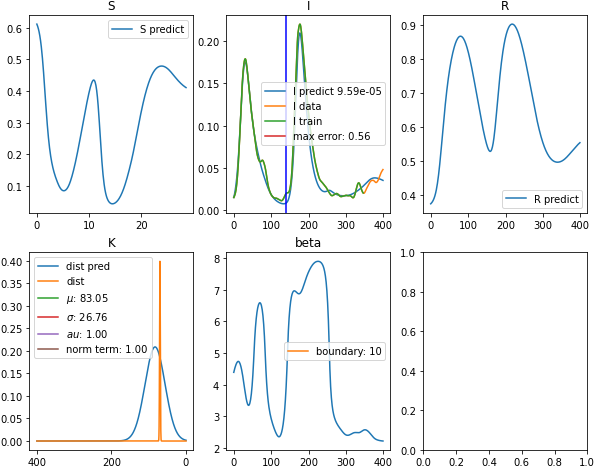 S
0.6
0.5
0.4
0.3
0.2
0.1
0 10 20
S predict
I
0.20
0.15
0.10
0.05
0.00
0 100 200 300 400
I predict 9.59e-05
I data
I train
max error: 0.56
R
0.9
0.8
0.7
0.6
0.5
0.4
0 100 200 300 400
R predict
K
0.40
0.35
0.30
0.25
0.20
0.15
0.10
0.05
0.00
400 200 0
dist pred
dist
μ: 83.05
σ: 26.76
au: 1.00
norm term: 1.00
beta
8
7
6
5
4
3
2
0 100 200 300 400
boundary: 10
1.0
0.8
0.6
0.4
0.2
0.0
0.0 0.2 0.4 0.6 0.8 1.0